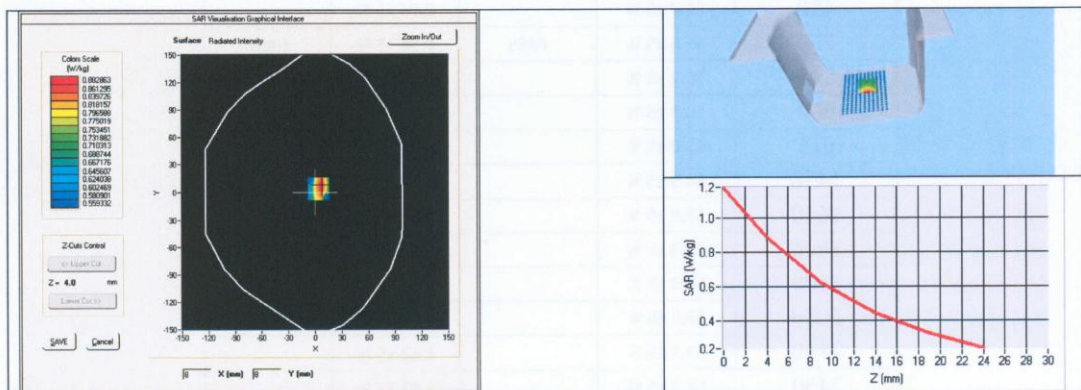 SAR Visualisation Graphical Interface
Surface Radiated Intensity
Zoom In/Out
Colors Scale
(W/kg)
0.882863
0.861295
0.839726
0.818157
0.796588
0.775019
0.753451
0.731882
0.710313
0.688744
0.667176
0.645607
0.624038
0.602469
0.580901
0.559332
Z-Cuts Control
<< Upper Cut
Z = 4.0 mm
Lower Cut >>
SAVE Cancel
150
120
90
60
30
0
-30
-60
-90
-120
-150
Y
-150 -120 -90 -60 -30 0 30 60 90 120 150
X
X (mm) Y (mm)
1.2
1.0
0.8
0.6
0.4
0.2
SAR (W/kg)
0 2 4 6 8 10 12 14 16 18 20 22 24 26 28 30
Z (mm)